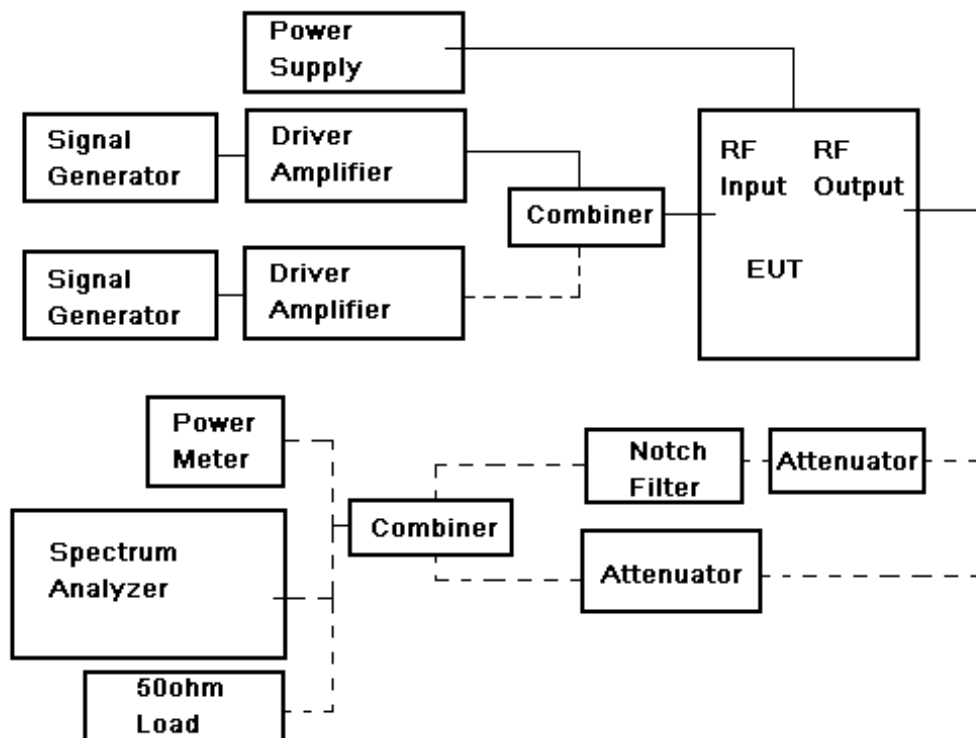 Power
Supply
Signal
Generator
Driver
Amplifier
Combiner
RF
Input
RF
Output
EUT
Signal
Generator
Driver
Amplifier
Power
Meter
Spectrum
Analyzer
50ohm
Load
Combiner
Notch
Filter
Attenuator
Attenuator